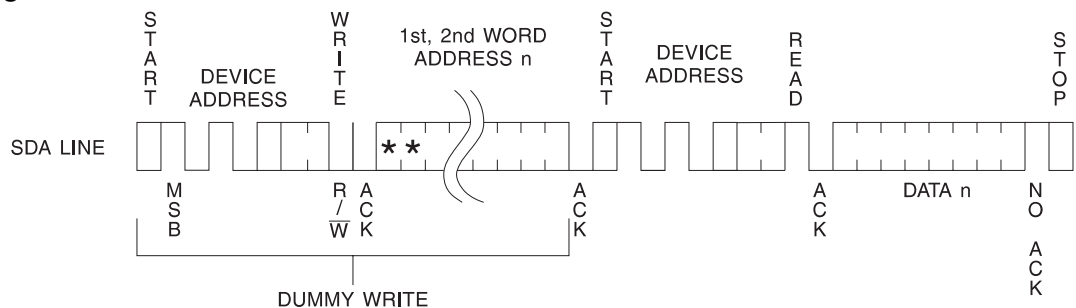 START
DEVICE
ADDRESS
WRITE
1st, 2nd WORD
ADDRESS n
START
DEVICE
ADDRESS
READ
STOP
SDA LINE
* *
MSB
R/W
ACK
ACK
ACK
DATA n
NO ACK
DUMMY WRITE